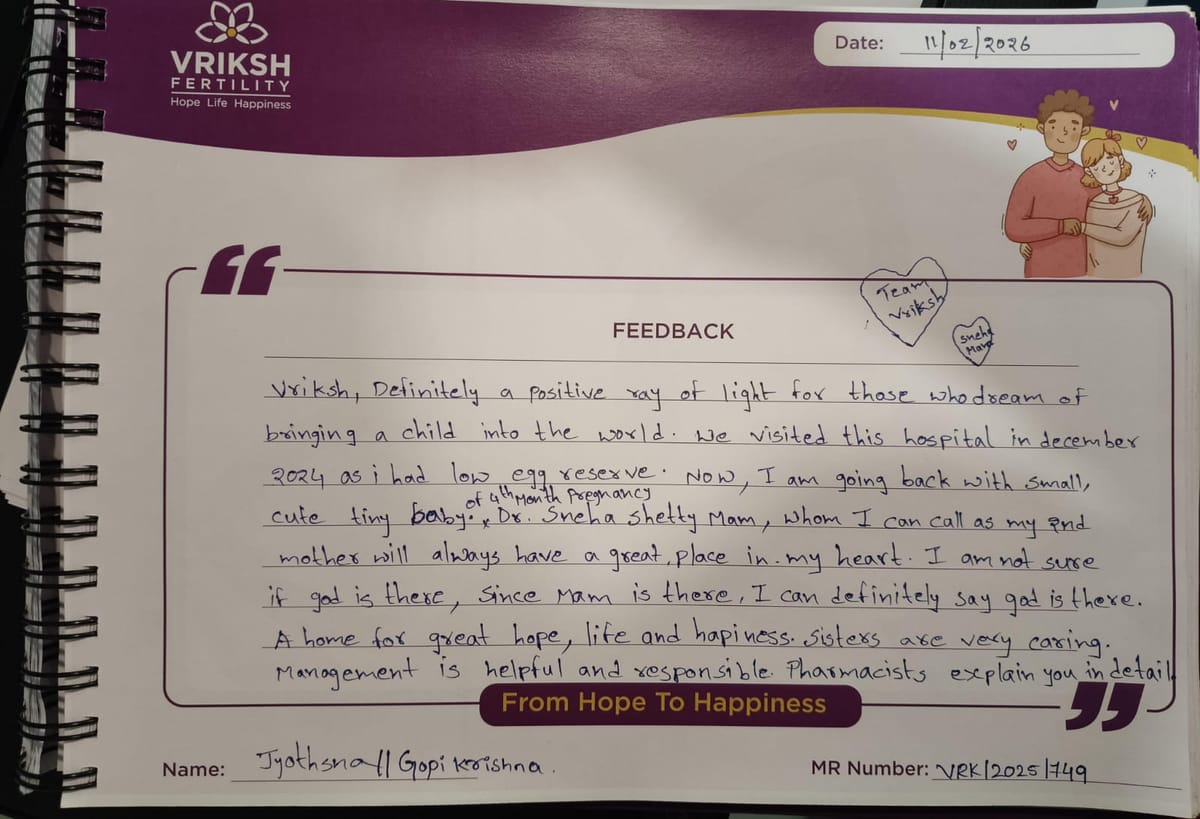 VRIKSH
FERTILITY
Hope Life Happiness
Date: 11/02/2026
Team
Vriksh
Sneha
Mam
FEEDBACK
Vriksh, Definitely a positive ray of light for those who dream of
bringing a child into the world. We visited this hospital in december
2024 as i had low egg reserve. Now, I am going back with small,
of 4th Month Pregnancy
cute tiny baby. x Dr. Sneha Shetty Mam, whom I can call as my 2nd
mother will always have a great place in my heart. I am not sure
if god is there, since Mam is there, I can definitely say god is there.
A home for great hope, life and hapiness. Sisters are very caring.
Management is helpful and responsible. Pharmacists explain you in detail
From Hope To Happiness
Name: Jyothsna // Gopi Krishna.
MR Number: VRK/2025/749